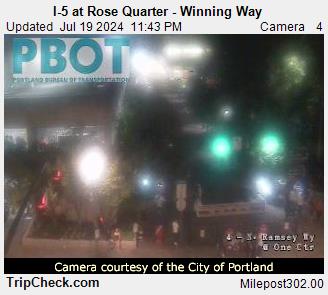 I-5 at Rose Quarter - Winning Way
Updated Jul 19 2024 11:43 PM Camera 4
PBOT
PORTLAND BUREAU OF TRANSPORTATION
4 - N. Ramsey Wy
@ One Ctr
Camera courtesy of the City of Portland
TripCheck.com Milepost302.00